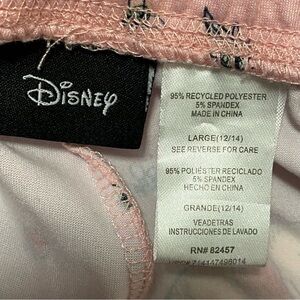 Disney
95% RECYCLED POLYESTER
5% SPANDEX
MADE IN CHINA
LARGE(12/14)
SEE REVERSE FOR CARE
95% POLIÉSTER RECICLADO
5% SPANDEX
HECHO EN CHINA
GRANDE(12/14)
VEADETRAS
INSTRUCCIONES DE LAVADO
RN# 82457